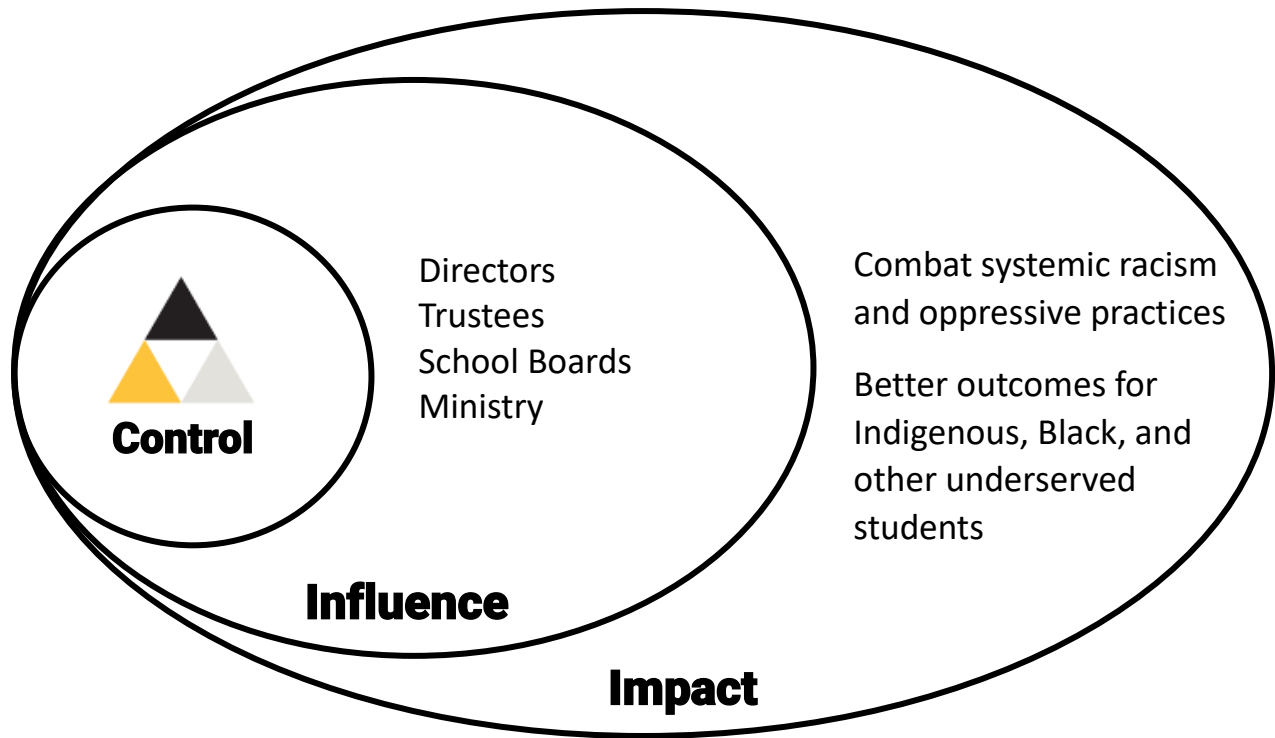 Control
Directors
Trustees
School Boards
Ministry
Influence
Combat systemic racism
and oppressive practices
Better outcomes for
Indigenous, Black, and
other underserved
students
Impact